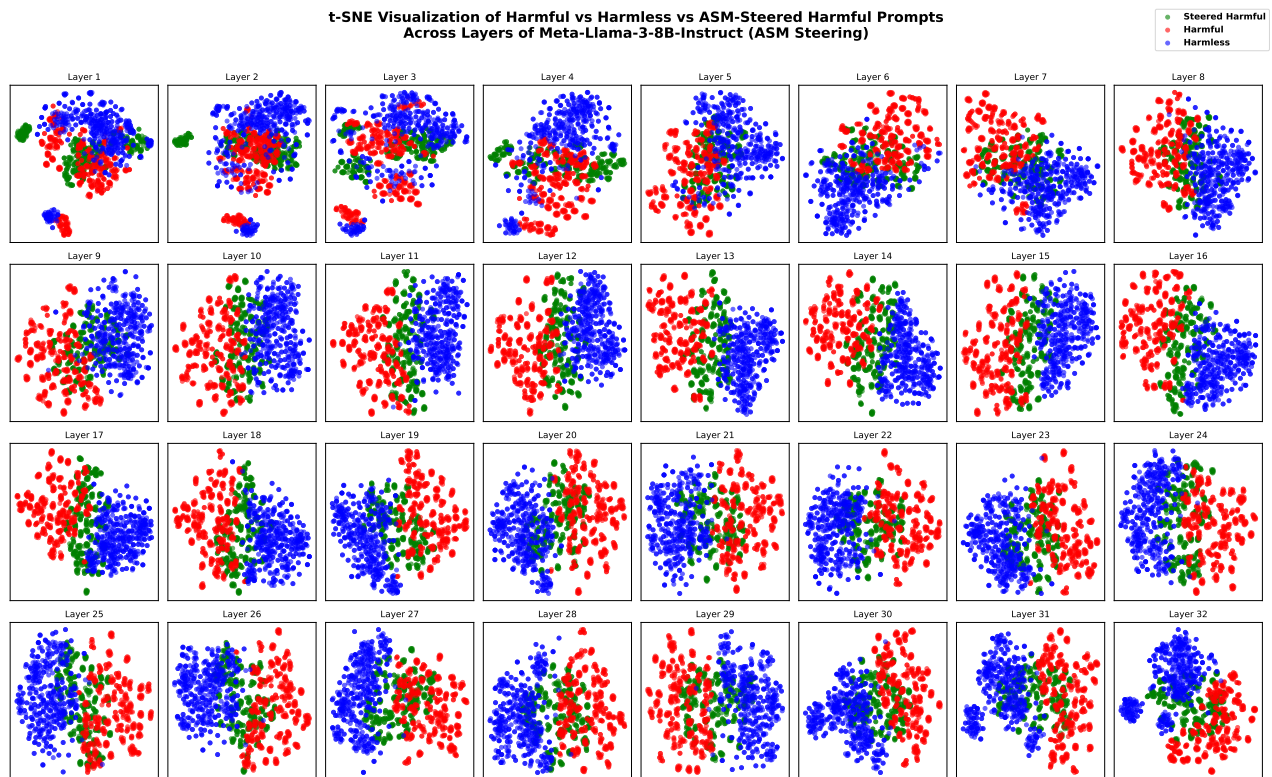 t-SNE Visualization of Harmful vs Harmless vs ASM-Steered Harmful Prompts
Across Layers of Meta-Llama-3-8B-Instruct (ASM Steering)
Steered Harmful
Harmful
Harmless
Layer 1
Layer 2
Layer 3
Layer 4
Layer 5
Layer 6
Layer 7
Layer 8
Layer 9
Layer 10
Layer 11
Layer 12
Layer 13
Layer 14
Layer 15
Layer 16
Layer 17
Layer 18
Layer 19
Layer 20
Layer 21
Layer 22
Layer 23
Layer 24
Layer 25
Layer 26
Layer 27
Layer 28
Layer 29
Layer 30
Layer 31
Layer 32